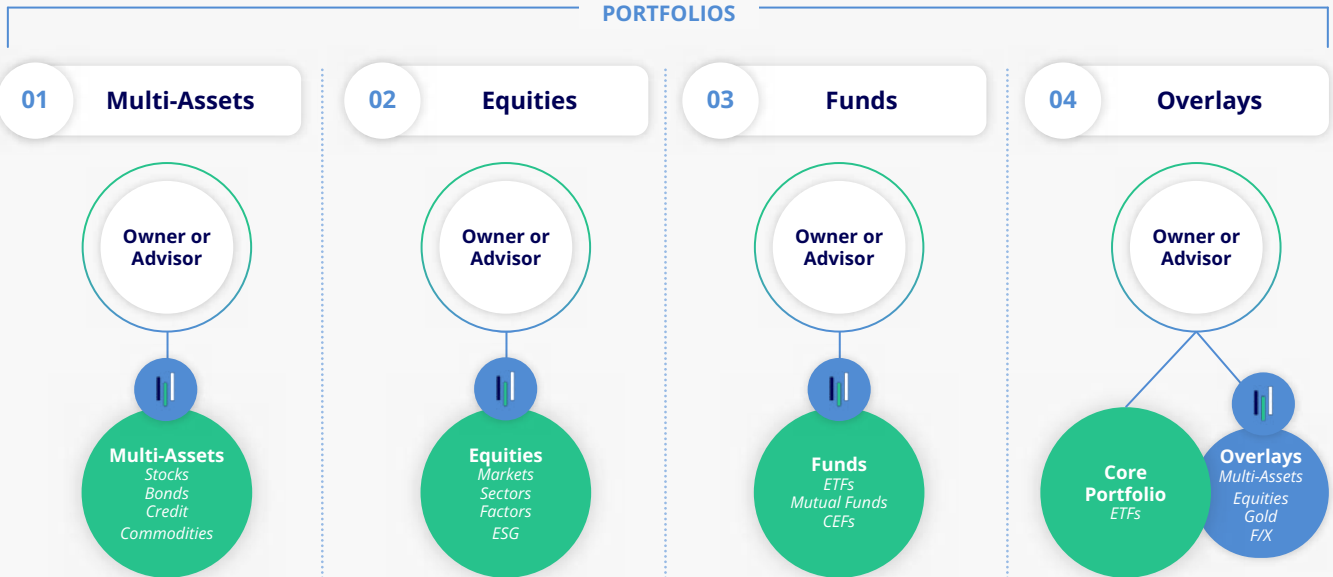 PORTFOLIOS
01
Multi-Assets
02
Equities
03
Funds
04
Overlays
Owner or
Advisor
Owner or
Advisor
Owner or
Advisor
Owner or
Advisor
Multi-Assets
Stocks
Bonds
Credit
Commodities
Equities
Markets
Sectors
Factors
ESG
Funds
ETFs
Mutual Funds
CEFs
Core
Portfolio
ETFs
Overlays
Multi-Assets
Equities
Gold
F/X